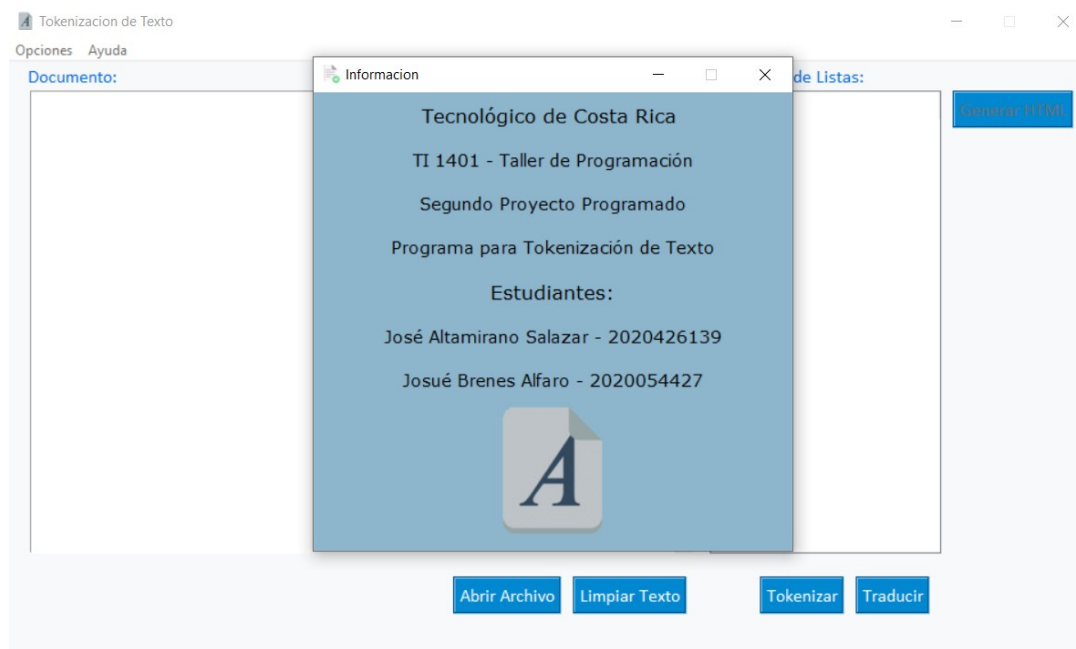 Tokenizacion de Texto
Opciones Ayuda
Documento:
de Listas:
Generar HTML
Informacion
Tecnológico de Costa Rica
TI 1401 - Taller de Programación
Segundo Proyecto Programado
Programa para Tokenización de Texto
Estudiantes:
José Altamirano Salazar - 2020426139
Josué Brenes Alfaro - 2020054427
A
Abrir Archivo Limpiar Texto Tokenizar Traducir